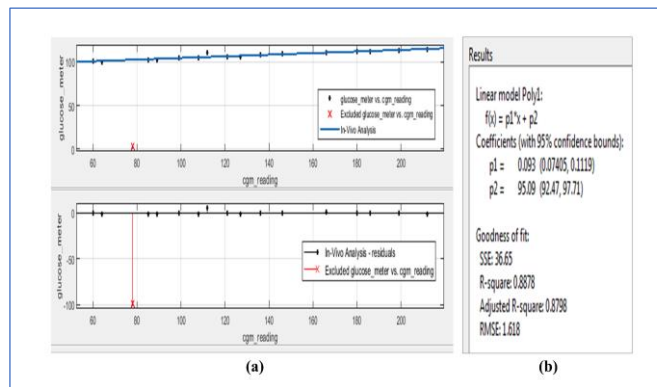 glucose_meter
100
50
0
glucose_meter vs. cgm_reading
Excluded glucose_meter vs. cgm_reading
In-Vivo Analysis
60 80 100 120 140 160 180 200
cgm_reading
glucose_meter
0
-50
-100
In-Vivo Analysis - residuals
Excluded glucose_meter vs. cgm_reading
60 80 100 120 140 160 180 200
cgm_reading
(a)
Results
Linear model Poly1:
f(x) = p1*x + p2
Coefficients (with 95% confidence bounds):
p1 = 0.093 (0.07405, 0.1119)
p2 = 95.09 (92.47, 97.71)
Goodness of fit:
SSE: 36.65
R-square: 0.8878
Adjusted R-square: 0.8798
RMSE: 1.618
(b)